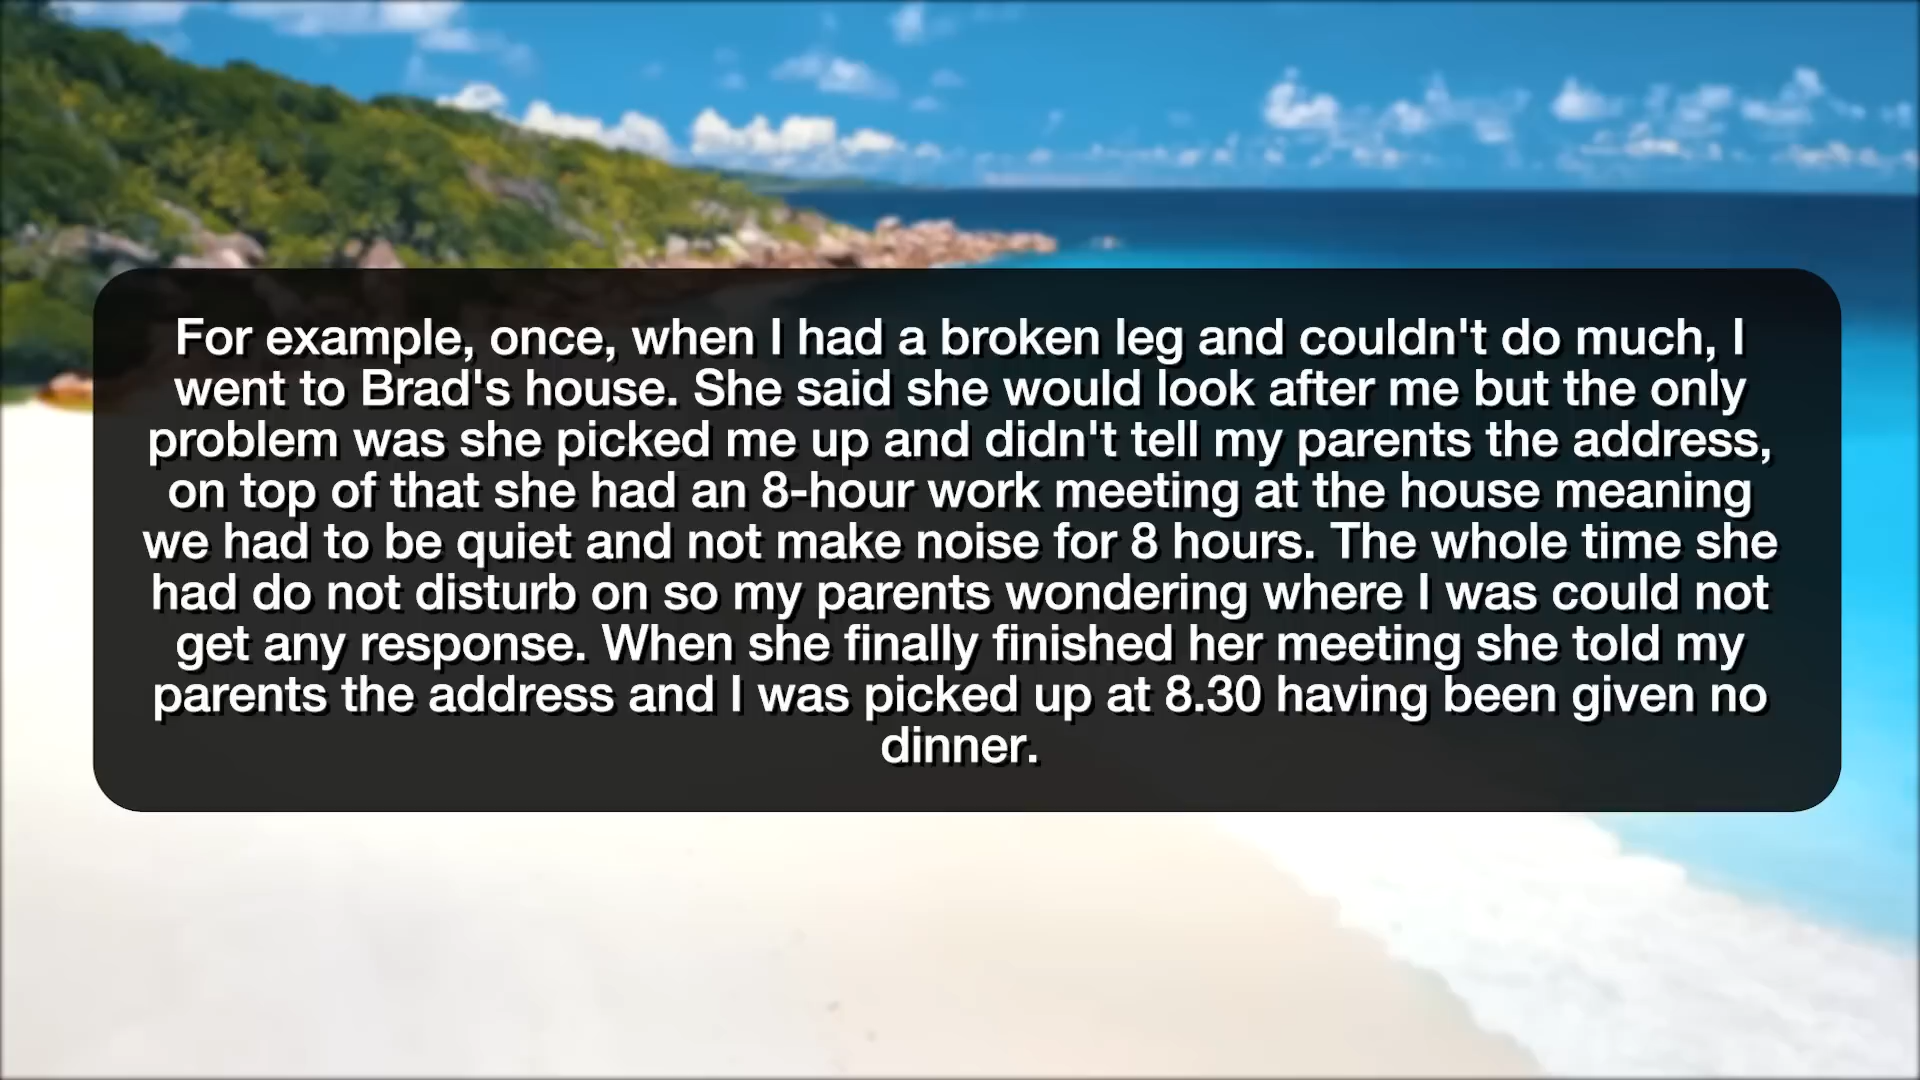 For example, once, when I had a broken leg and couldn't do much, I
went to Brad's house. She said she would look after me but the only
problem was she picked me up and didn't tell my parents the address,
on top of that she had an 8-hour work meeting at the house meaning
we had to be quiet and not make noise for 8 hours. The whole time she
had do not disturb on so my parents wondering where I was could not
get any response. When she finally finished her meeting she told my
parents the address and I was picked up at 8.30 having been given no
dinner.